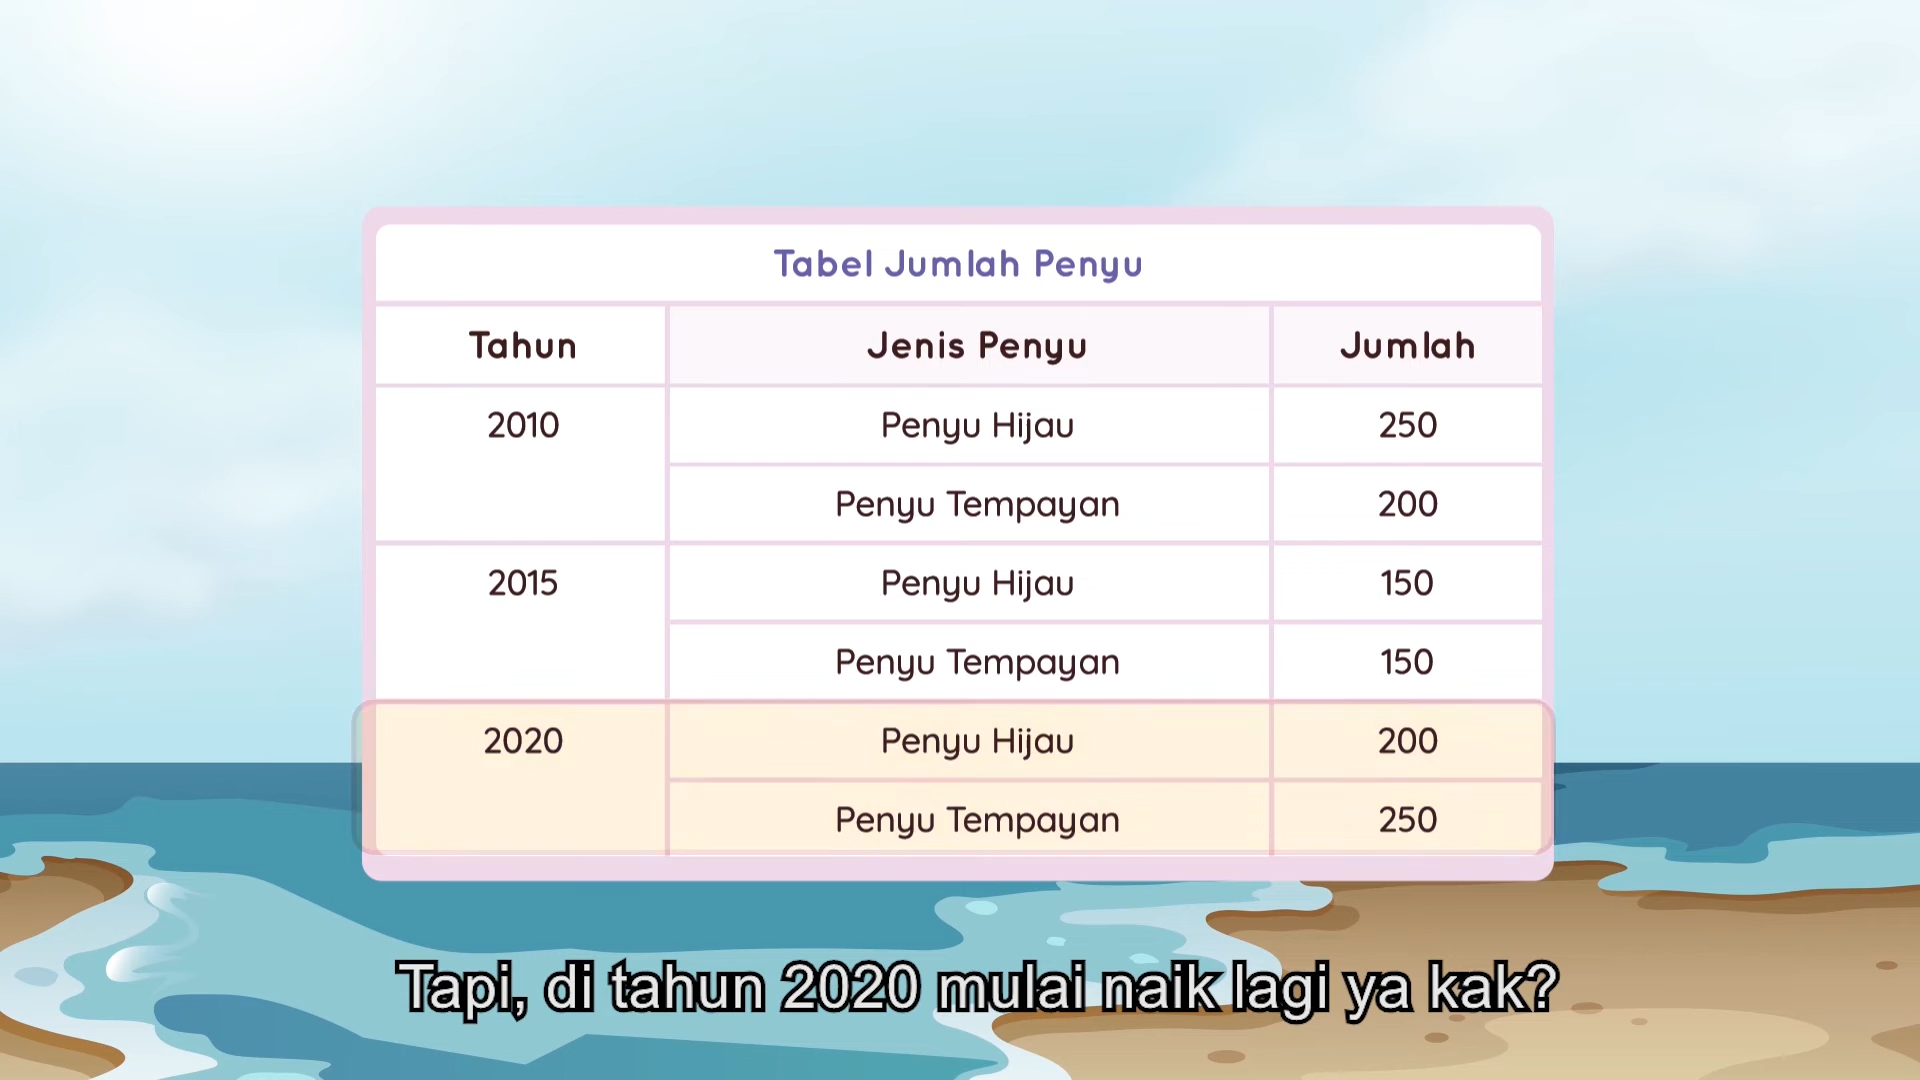 Tabel Jumlah Penyu
Tahun Jenis Penyu Jumlah
2010 Penyu Hijau 250
Penyu Tempayan 200
2015 Penyu Hijau 150
Penyu Tempayan 150
2020 Penyu Hijau 200
Penyu Tempayan 250
Tapi, di tahun 2020 mulai naik lagi ya kak?